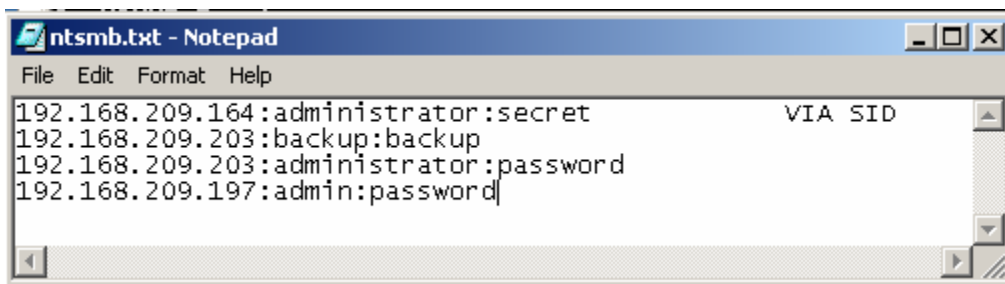 ntsmb.txt - Notepad
File Edit Format Help
192.168.209.164:administrator:secret VIA SID
192.168.209.203:backup:backup
192.168.209.203:administrator:password
192.168.209.197:admin:password